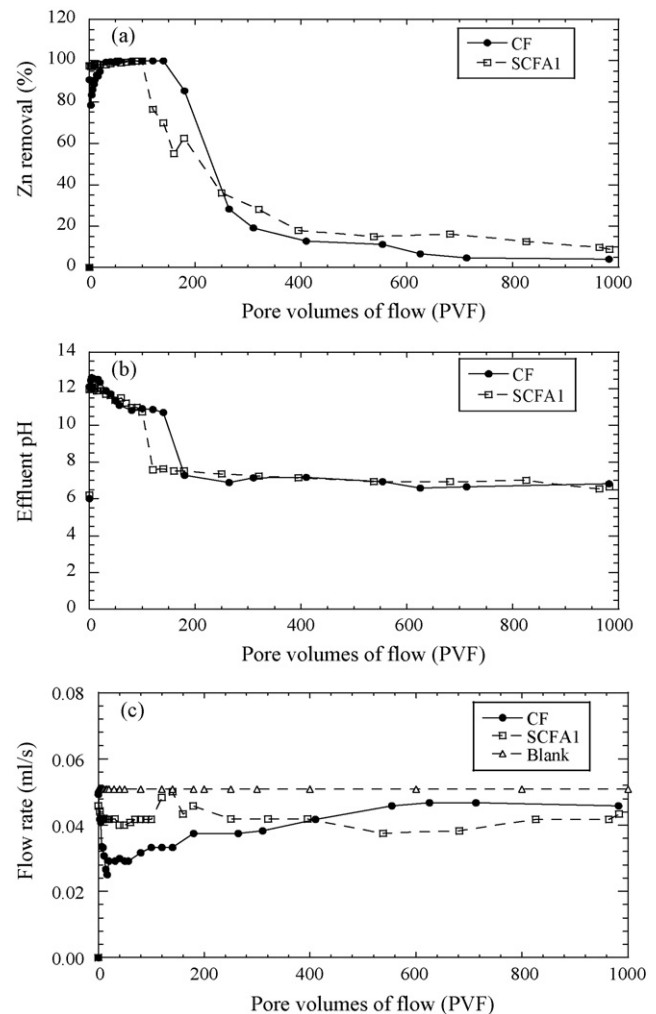 (a)
CF
SCFA1
Zn removal (%)
120
100
80
60
40
20
0
0 200 400 600 800 1000
Pore volumes of flow (PVF)
(b)
CF
SCFA1
Effluent pH
14
12
10
8
6
4
2
0
0 200 400 600 800 1000
Pore volumes of flow (PVF)
(c)
CF
SCFA1
Blank
Flow rate (ml/s)
0.08
0.06
0.04
0.02
0.00
0 200 400 600 800 1000
Pore volumes of flow (PVF)